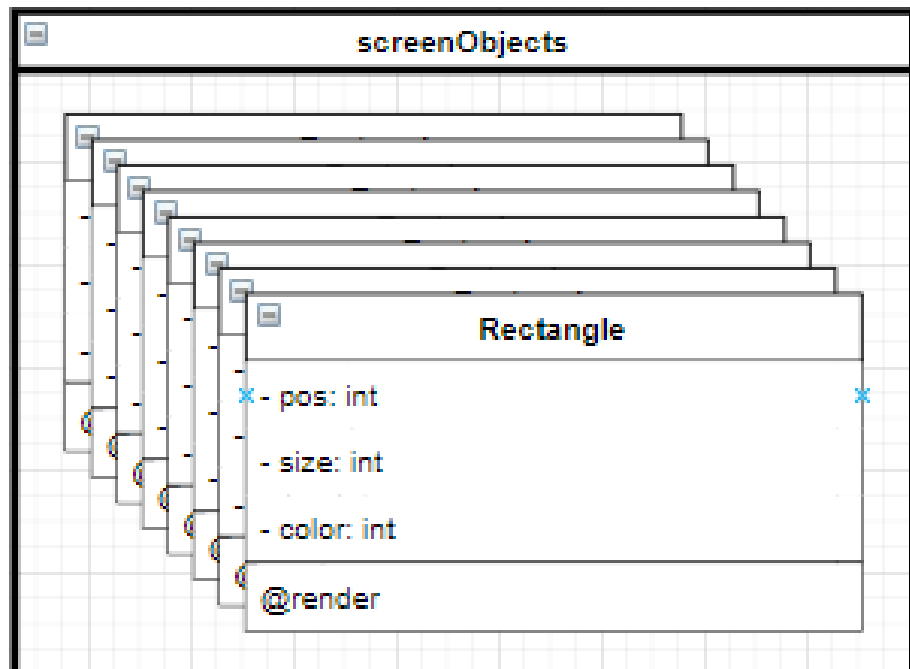 screenObjects
Rectangle
- pos: int
- size: int
- color: int
@render